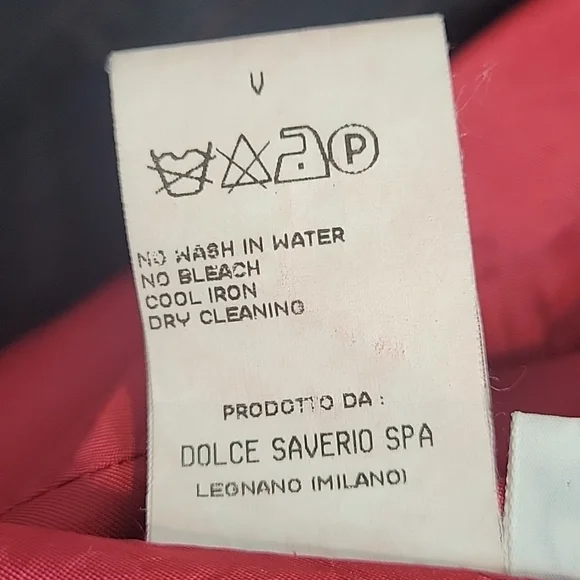 V
P
NO WASH IN WATER
NO BLEACH
COOL IRON
DRY CLEANING
PRODOTTO DA :
DOLCE SAVERIO SPA
LEGNANO (MILANO)